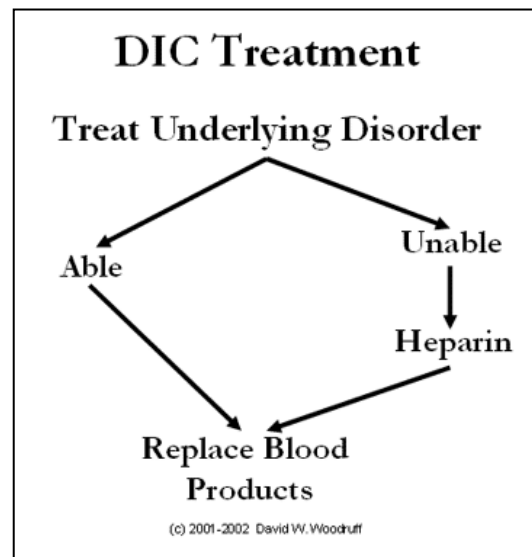 DIC Treatment
Treat Underlying Disorder
Able
Unable
Heparin
Replace Blood
Products
(c) 2001-2002 David W. Woodruff